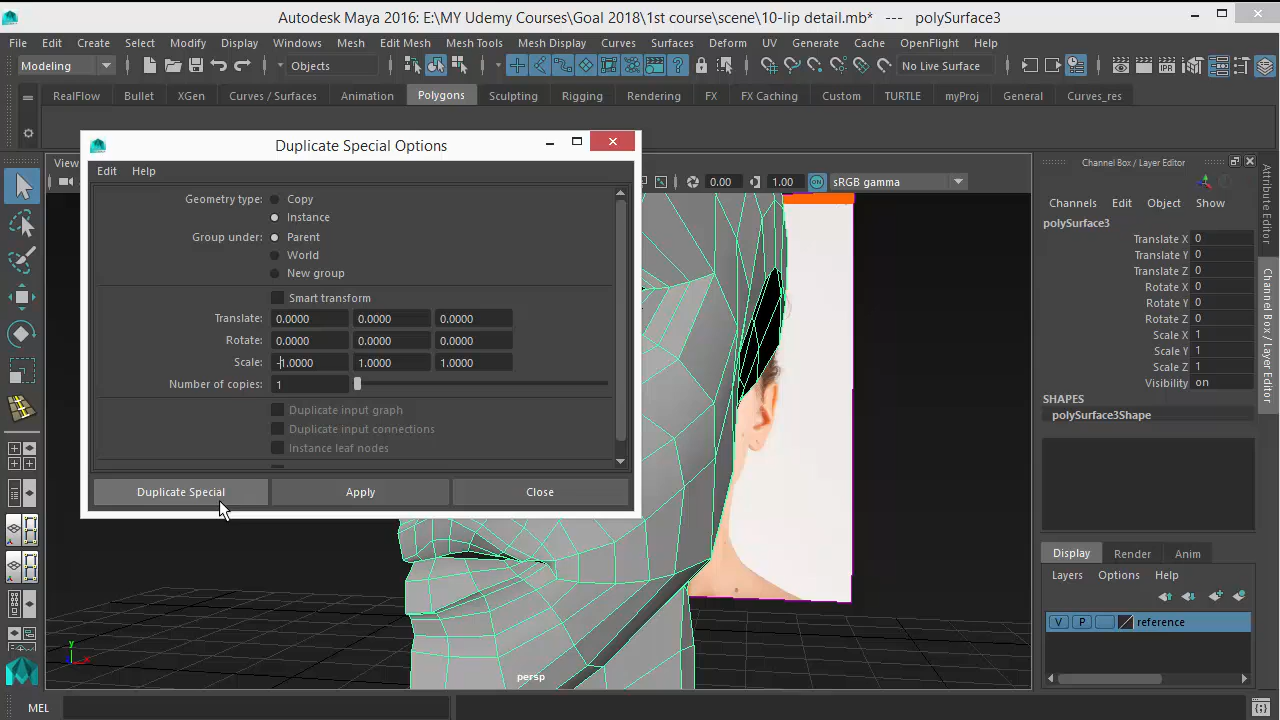 Autodesk Maya 2016: E:\MY Udemy Courses\Goal 2018\1st course\scene\10-lip detail.mb* --- polySurface3
File Edit Create Select Modify Display Windows Mesh Edit Mesh Mesh Tools Mesh Display Curves Surfaces Deform UV Generate Cache OpenFlight Help
Modeling Objects No Live Surface
RealFlow Bullet XGen Curves / Surfaces Animation Polygons Sculpting Rigging Rendering FX FX Caching Custom TURTLE myProj General Curves_res
Duplicate Special Options
Edit Help
Geometry type: Copy
Instance
Group under: Parent
World
New group
Smart transform
Translate: 0.0000 0.0000 0.0000
Rotate: 0.0000 0.0000 0.0000
Scale: -1.0000 1.0000 1.0000
Number of copies: 1
Duplicate input graph
Duplicate input connections
Instance leaf nodes
Duplicate Special Apply Close
View
0.00 1.00 ON sRGB gamma
persp
y
x
Channel Box / Layer Editor
Channels Edit Object Show
polySurface3
Translate X 0
Translate Y 0
Translate Z 0
Rotate X 0
Rotate Y 0
Rotate Z 0
Scale X 1
Scale Y 1
Scale Z 1
Visibility on
SHAPES
polySurface3Shape
Display Render Anim
Layers Options Help
V P reference
Attribute Editor
Channel Box / Layer Editor
MEL